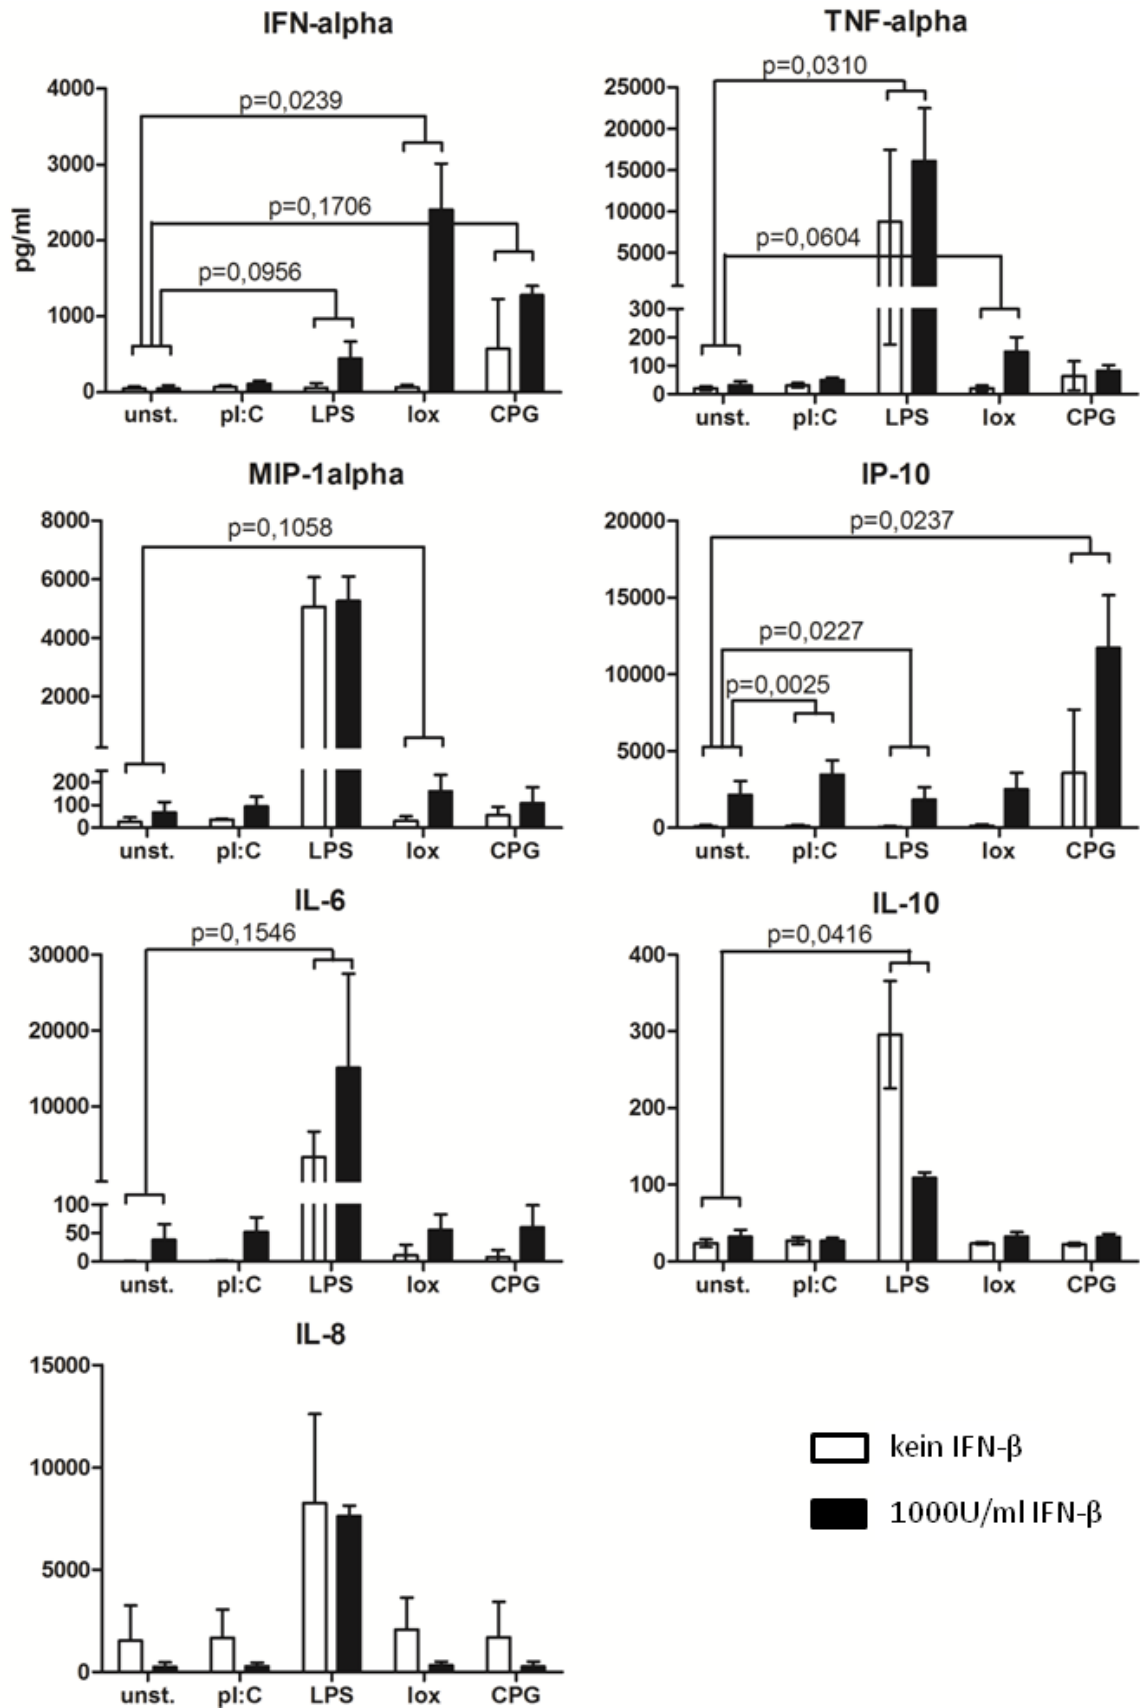 IFN-alpha
4000
3000
2000
1000
0
pg/ml
p=0,0239
p=0,1706
p=0,0956
unst. pI:C LPS lox CPG
TNF-alpha
25000
20000
15000
10000
5000
300
200
100
0
p=0,0310
p=0,0604
unst. pI:C LPS lox CPG
MIP-1alpha
8000
6000
4000
2000
200
100
0
p=0,1058
unst. pI:C LPS lox CPG
IP-10
20000
15000
10000
5000
0
p=0,0237
p=0,0227
p=0,0025
unst. pI:C LPS lox CPG
IL-6
30000
20000
10000
100
50
0
p=0,1546
unst. pI:C LPS lox CPG
IL-10
400
300
200
100
0
p=0,0416
unst. pI:C LPS lox CPG
IL-8
15000
10000
5000
0
unst. pI:C LPS lox CPG
kein IFN-β
1000U/ml IFN-β